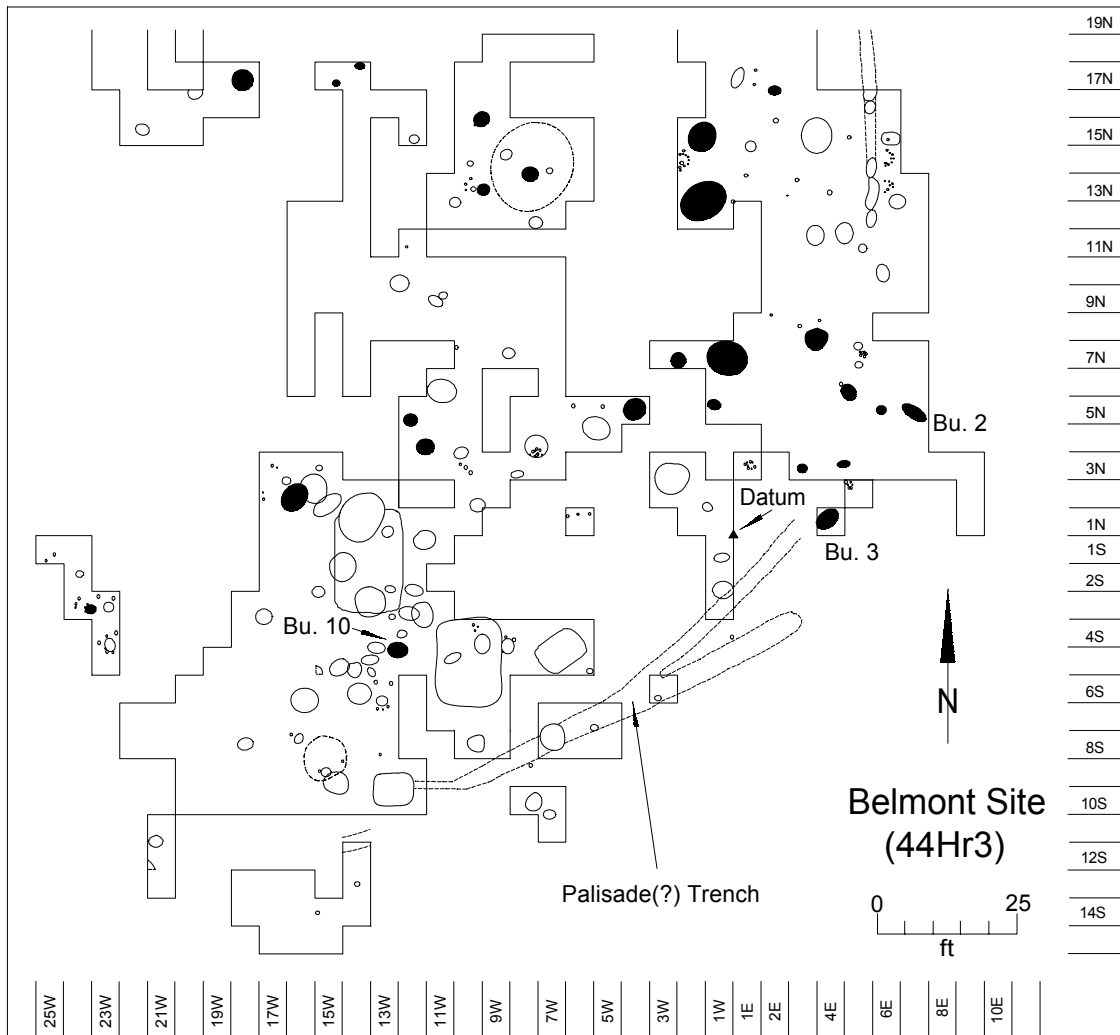 19N
17N
15N
13N
11N
9N
7N
5N
Bu. 2
3N
Datum
1N
Bu. 3
1S
2S
Bu. 10
4S
6S
N
8S
Belmont Site
10S
(44Hr3)
12S
Palisade(?) Trench
0 25
14S
ft
25W 23W 21W 19W 17W 15W 13W 11W 9W 7W 5W 3W 1W 1E 2E 4E 6E 8E 10E